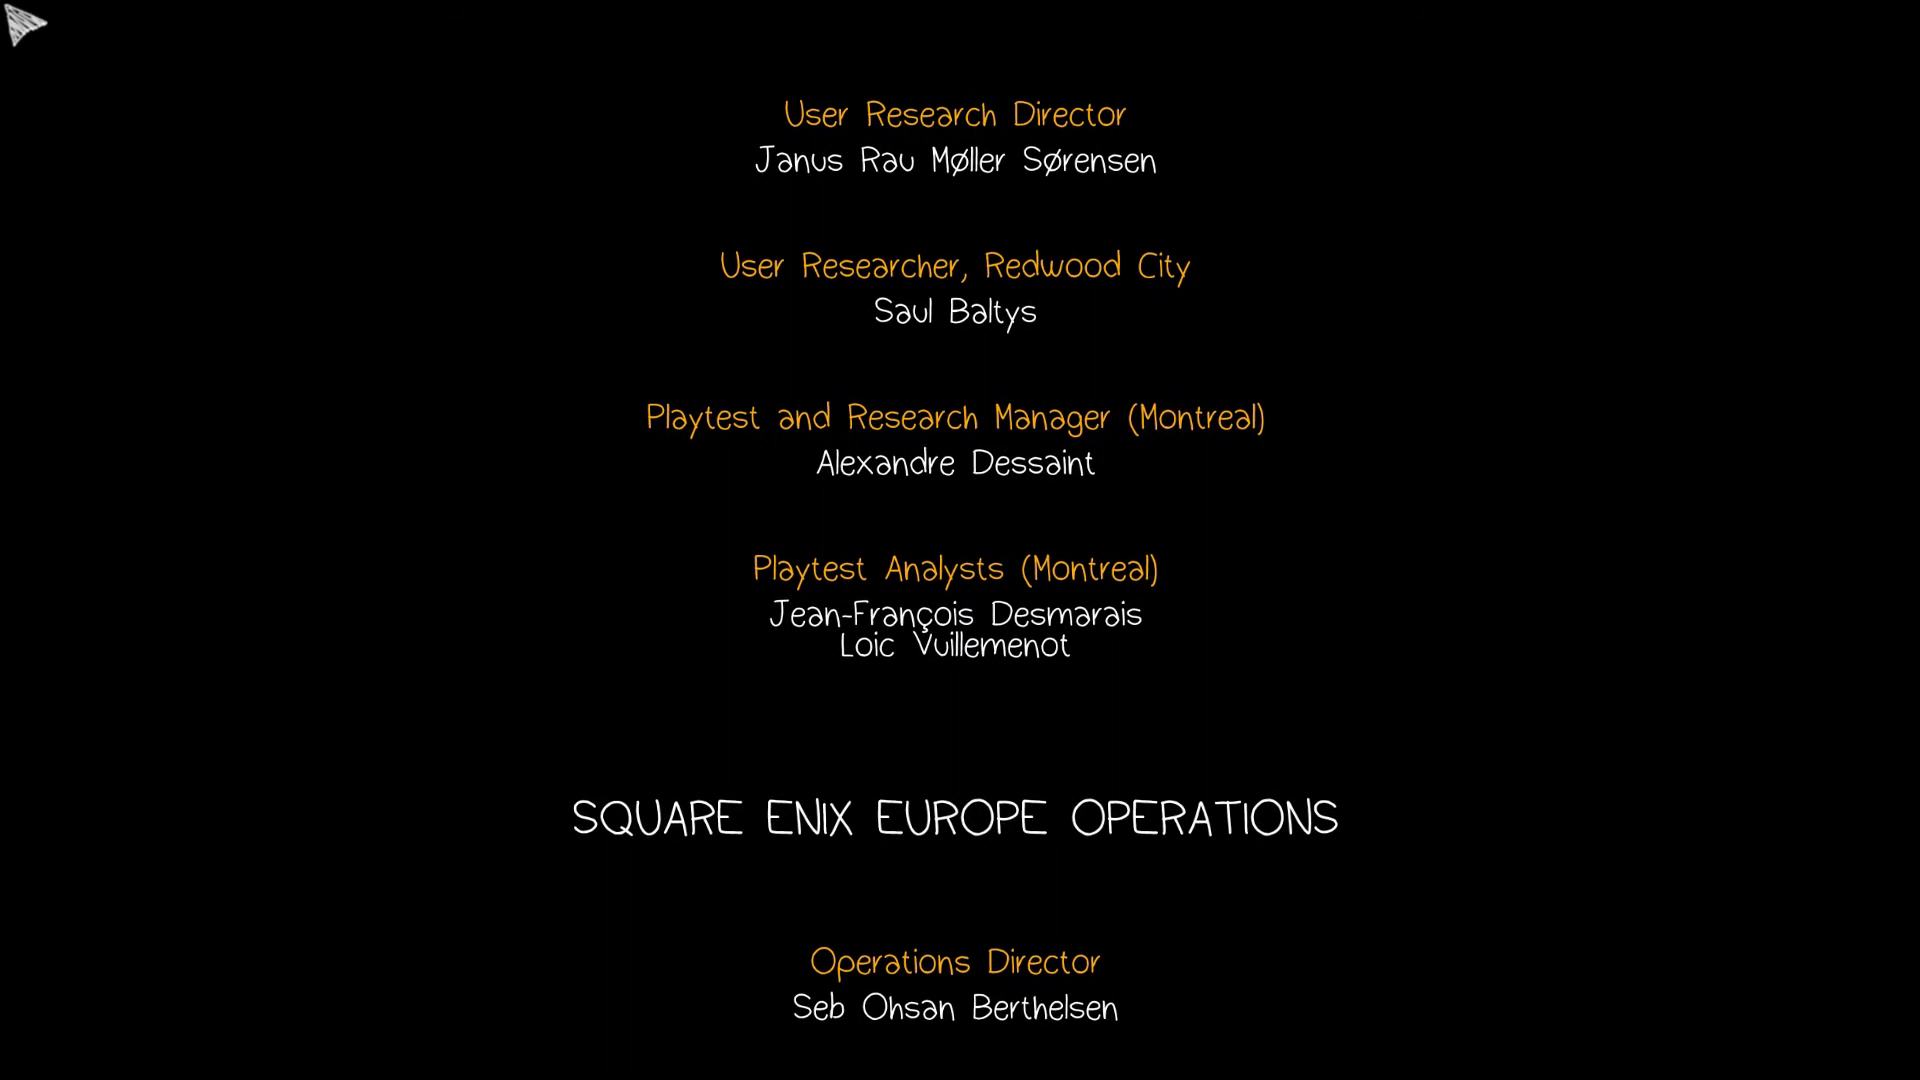 User Research Director
Janus Rau Møller Sørensen
User Researcher, Redwood City
Saul Baltys
Playtest and Research Manager (Montreal)
Alexandre Dessaint
Playtest Analysts (Montreal)
Jean-François Desmarais
Loic Vuillemenot
SQUARE ENIX EUROPE OPERATIONS
Operations Director
Seb Ohsan Berthelsen